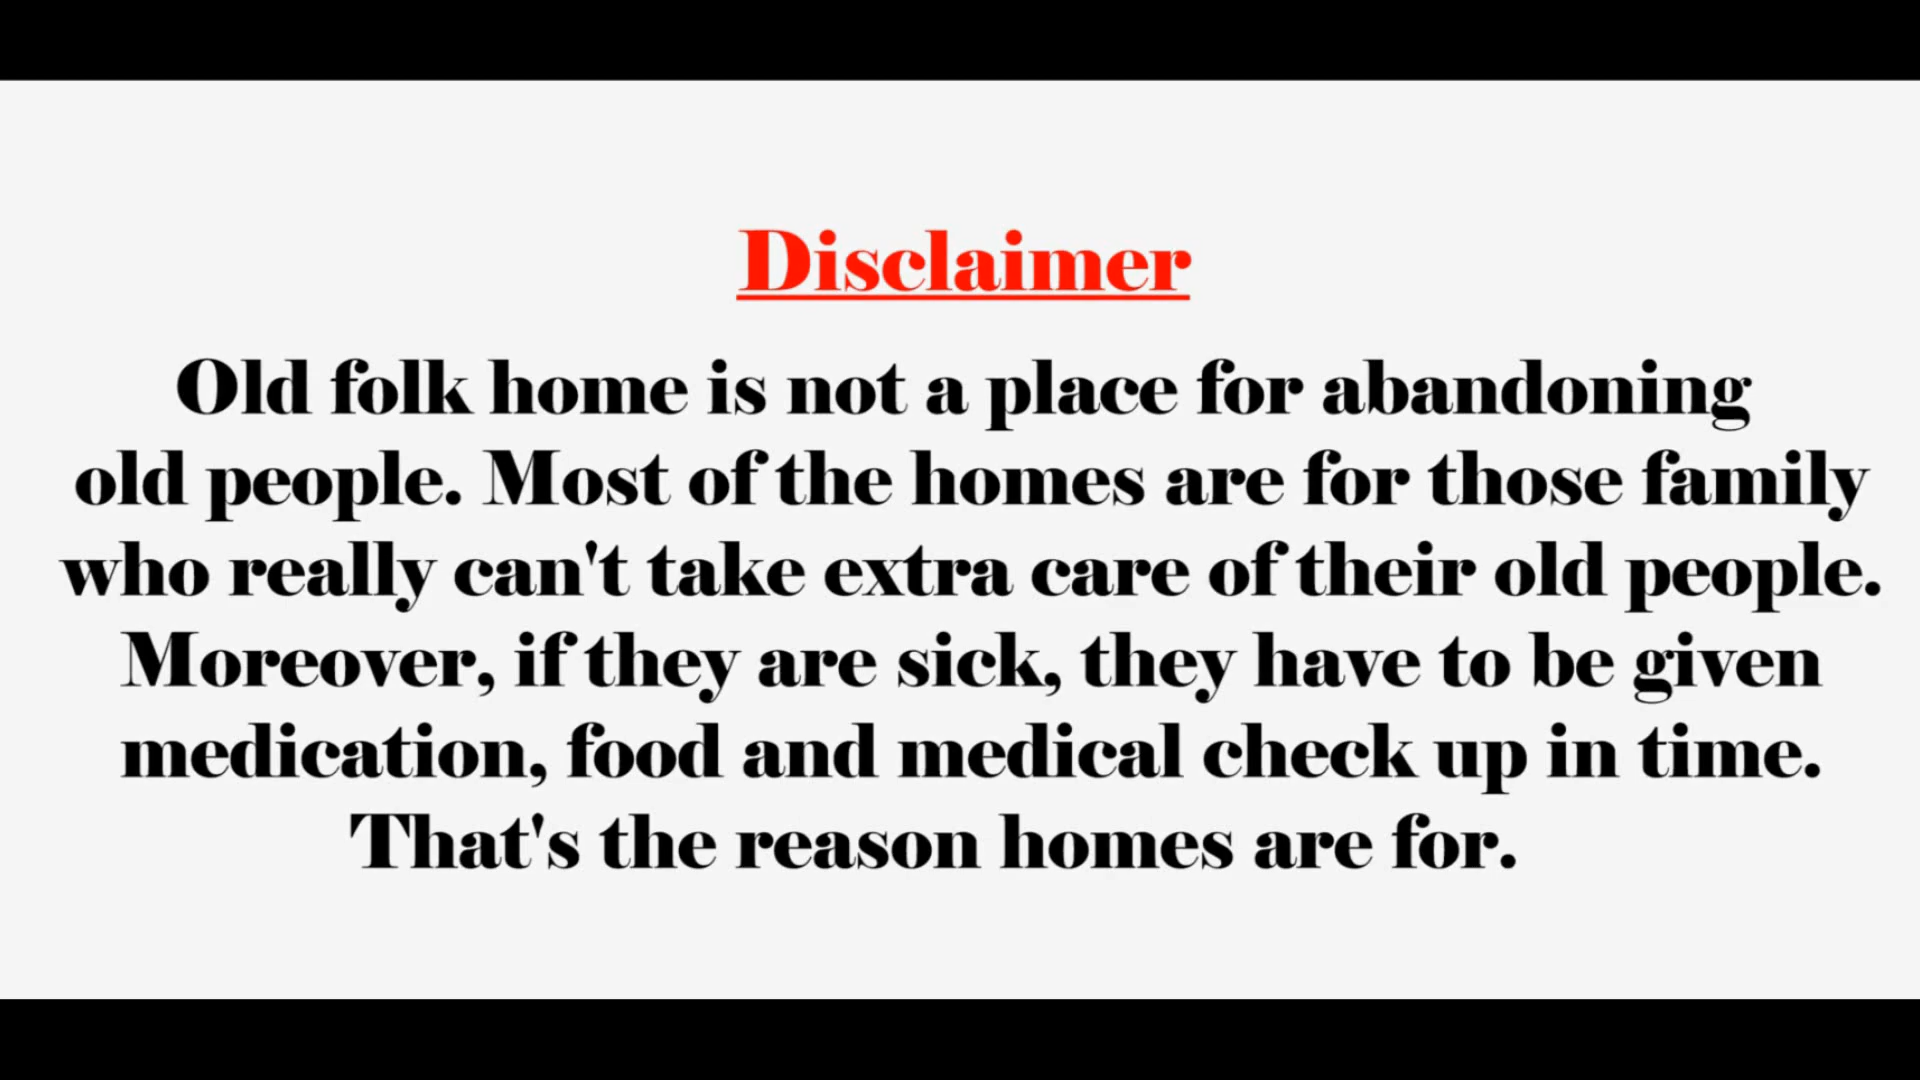 Disclaimer
Old folk home is not a place for abandoning
old people. Most of the homes are for those family
who really can't take extra care of their old people.
Moreover, if they are sick, they have to be given
medication, food and medical check up in time.
That's the reason homes are for.